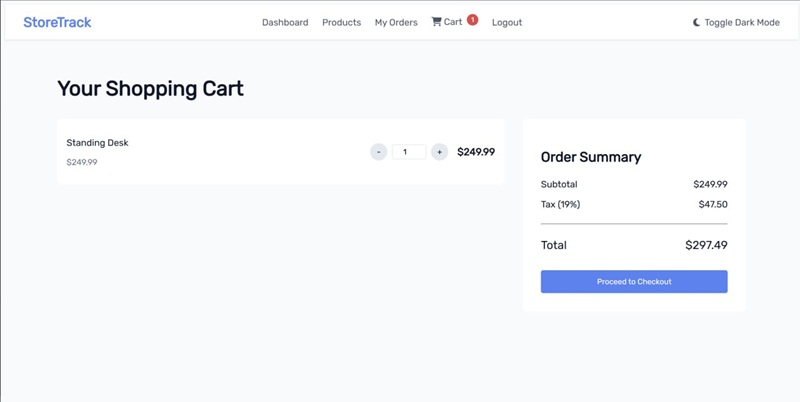 StoreTrack
Dashboard Products My Orders Cart 1 Logout
Toggle Dark Mode
Your Shopping Cart
Standing Desk
$249.99
- 1 + $249.99
Order Summary
Subtotal $249.99
Tax (19%) $47.50
Total $297.49
Proceed to Checkout